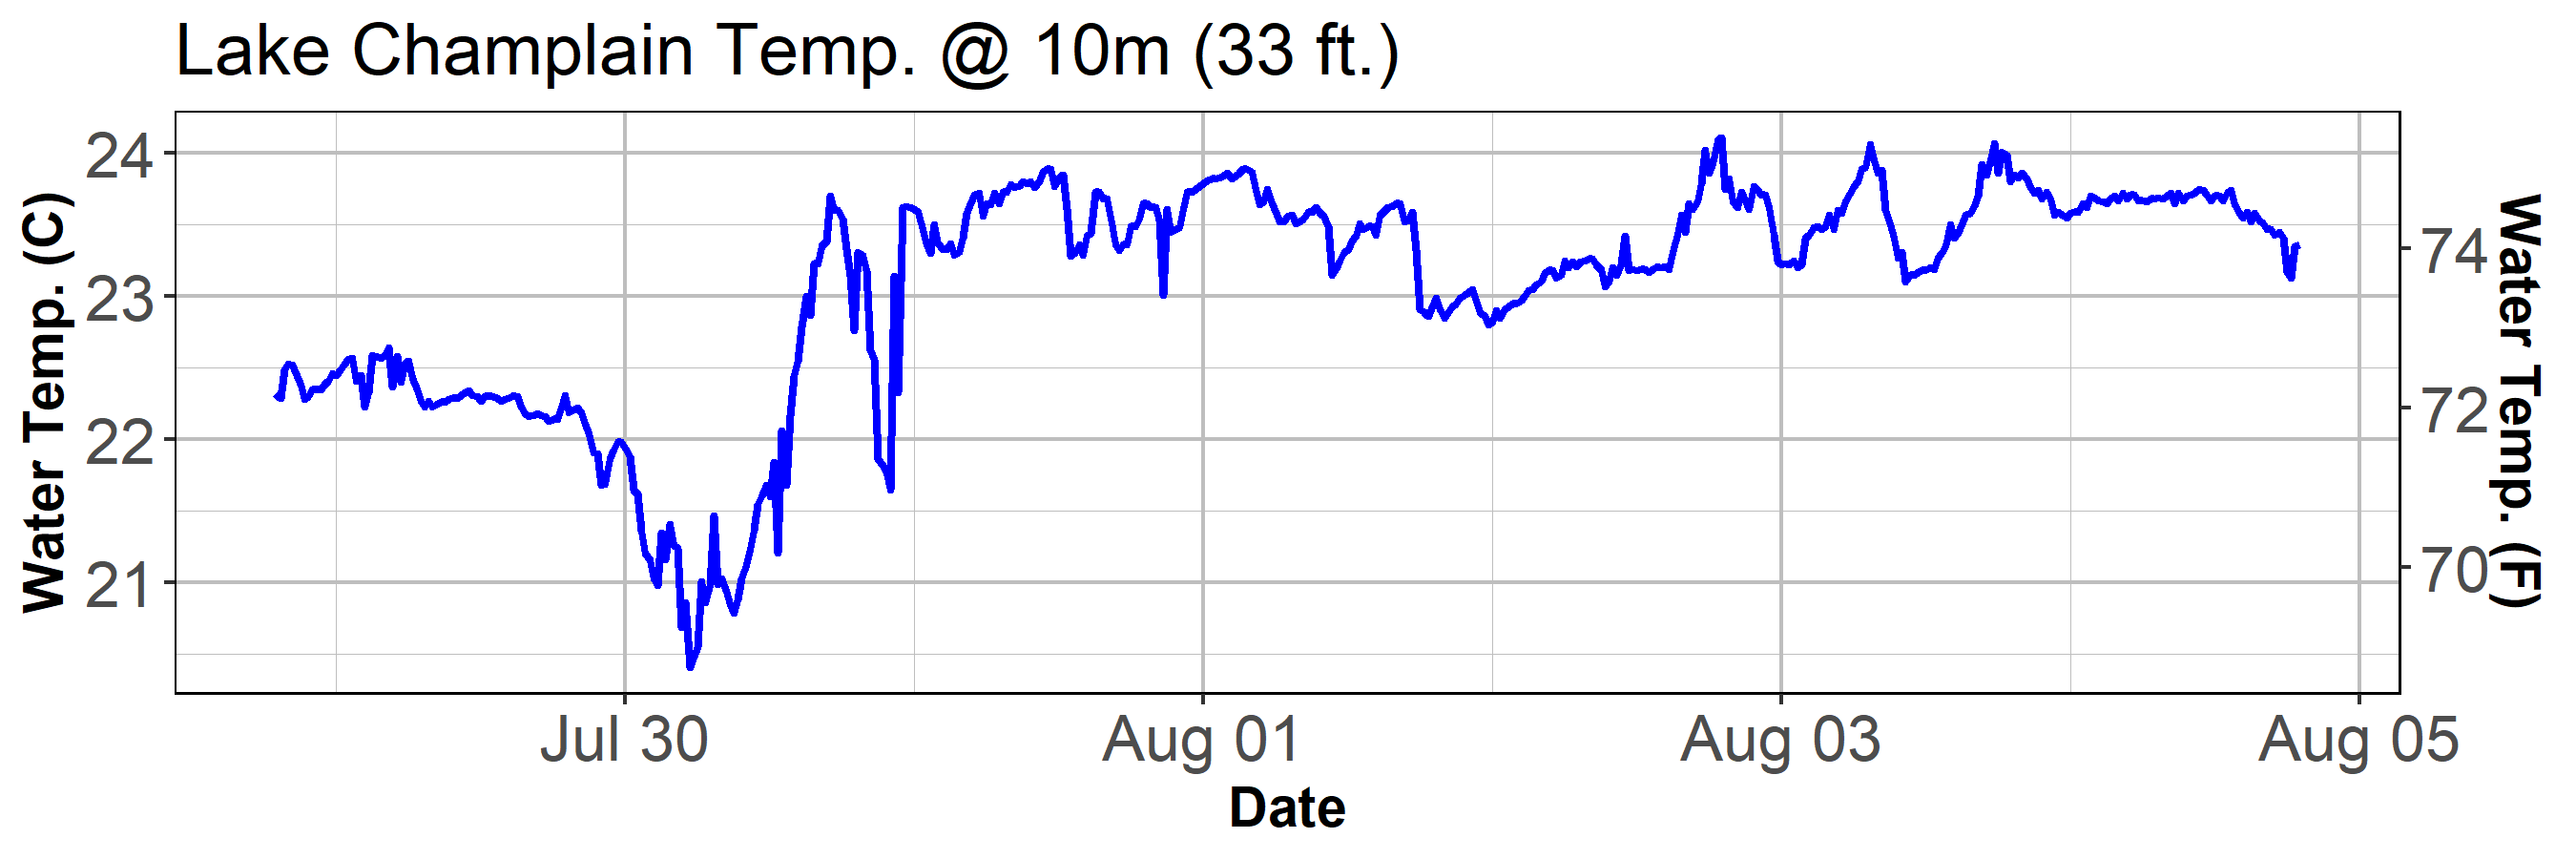 Lake Champlain Temp. @ 10m (33 ft.)
Water Temp. (C)
24
23
22
21
74
72
70
Water Temp. (F)
Jul 30 Aug 01 Aug 03 Aug 05
Date